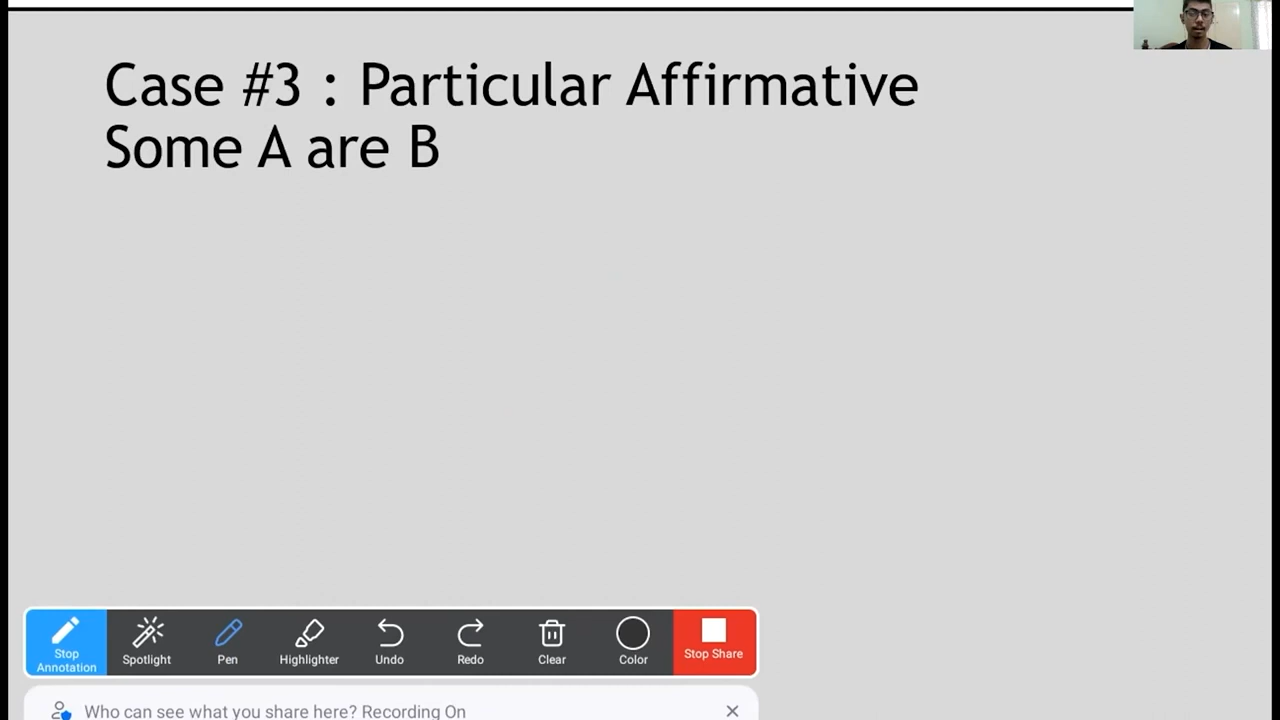 Case #3 : Particular Affirmative
Some A are B
Stop Annotation
Spotlight
Pen
Highlighter
Undo
Redo
Clear
Color
Stop Share
Who can see what you share here? Recording On